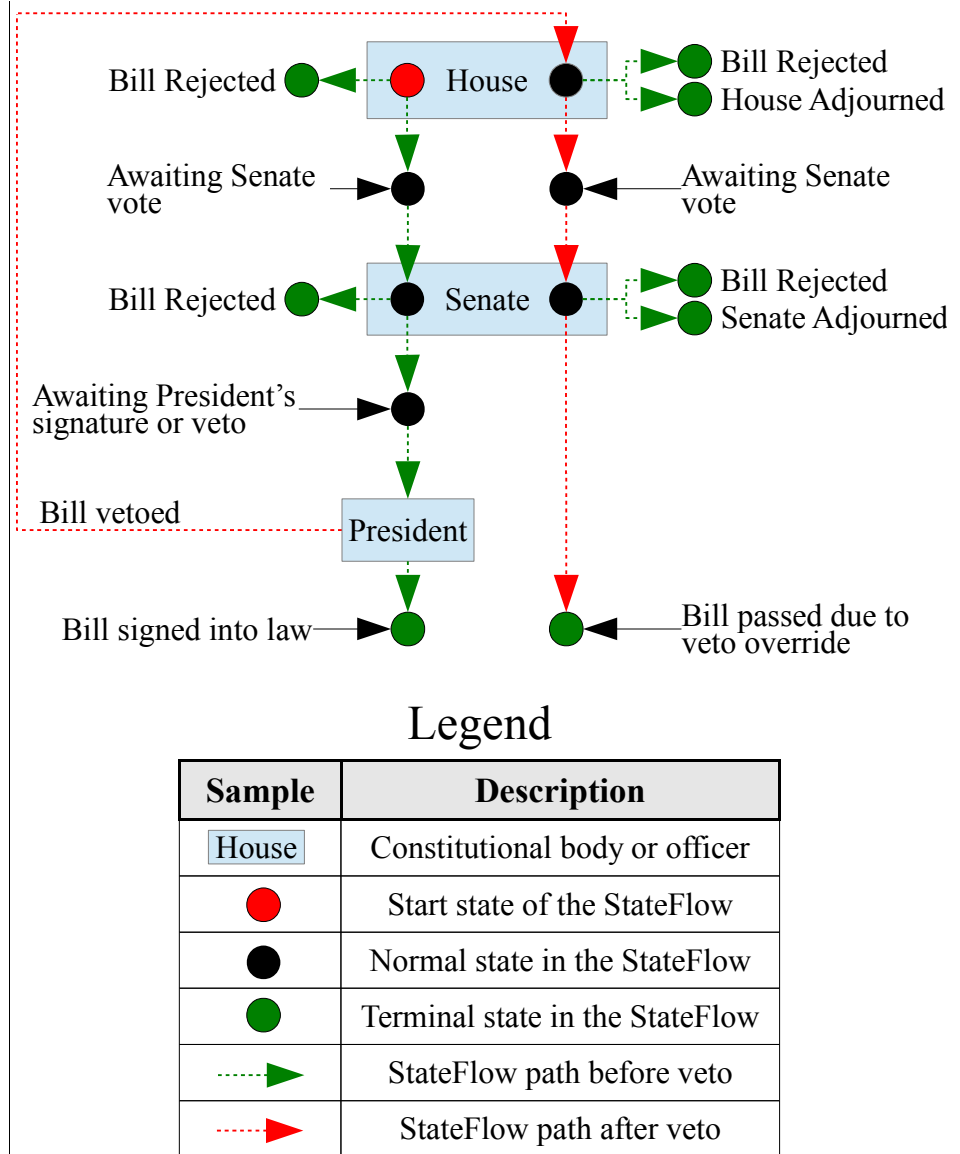 Bill Rejected
House
Bill Rejected
House Adjourned
Awaiting Senate
vote
Awaiting Senate
vote
Bill Rejected
Senate
Bill Rejected
Senate Adjourned
Awaiting President’s
signature or veto
Bill vetoed
President
Bill signed into law
Bill passed due to
veto override
Legend
Sample
Description
House
Constitutional body or officer
Start state of the StateFlow
Normal state in the StateFlow
Terminal state in the StateFlow
StateFlow path before veto
StateFlow path after veto